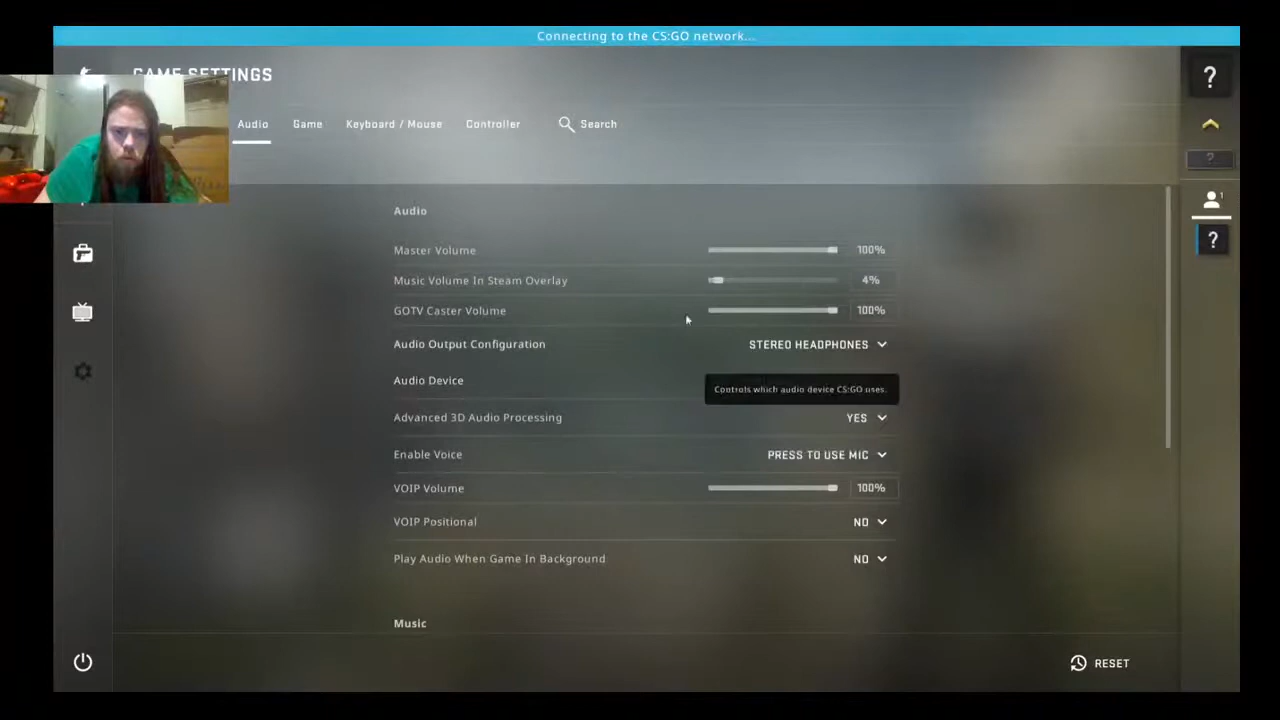 Connecting to the CS:GO network...
GAME SETTINGS
Audio Game Keyboard / Mouse Controller Search
Audio
Master Volume 100%
Music Volume In Steam Overlay 4%
GOTV Caster Volume 100%
Audio Output Configuration STEREO HEADPHONES
Audio Device
Controls which audio device CS:GO uses.
Advanced 3D Audio Processing YES
Enable Voice PRESS TO USE MIC
VOIP Volume 100%
VOIP Positional NO
Play Audio When Game In Background NO
Music
RESET
?
?
1
?